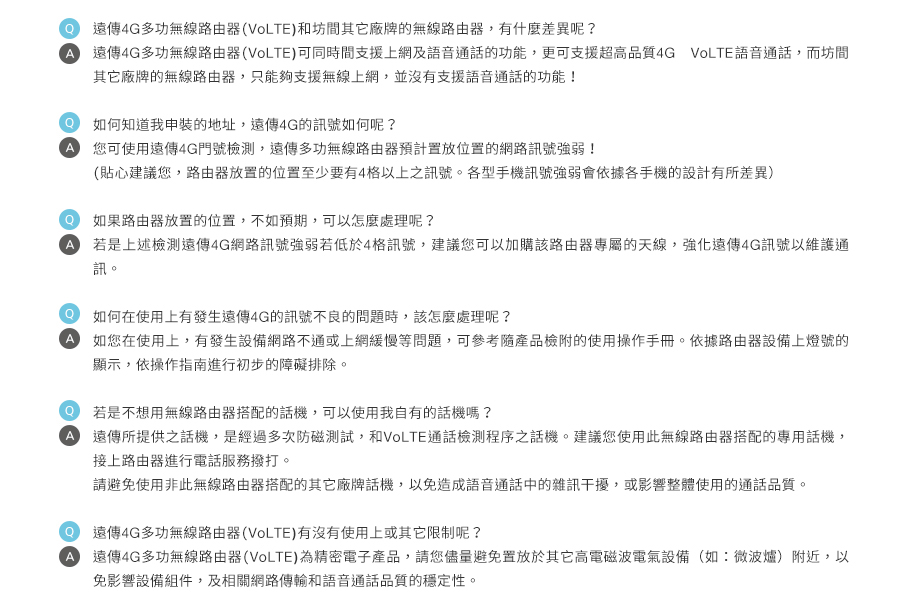 Q 遠傳4G多功無線路由器(VoLTE)和坊間其它廠牌的無線路由器，有什麼差異呢？
A 遠傳4G多功無線路由器(VoLTE)可同時間支援上網及語音通話的功能，更可支援超高品質4G　VoLTE語音通話，而坊間
其它廠牌的無線路由器，只能夠支援無線上網，並沒有支援語音通話的功能！
Q 如何知道我申裝的地址，遠傳4G的訊號如何呢？
A 您可使用遠傳4G門號檢測，遠傳多功無線路由器預計置放位置的網路訊號強弱！
(貼心建議您，路由器放置的位置至少要有4格以上之訊號。各型手機訊號強弱會依據各手機的設計有所差異）
Q 如果路由器放置的位置，不如預期，可以怎麼處理呢？
A 若是上述檢測遠傳4G網路訊號強弱若低於4格訊號，建議您可以加購該路由器專屬的天線，強化遠傳4G訊號以維護通
訊。
Q 如何在使用上有發生遠傳4G的訊號不良的問題時，該怎麼處理呢？
A 如您在使用上，有發生設備網路不通或上網緩慢等問題，可參考隨產品檢附的使用操作手冊。依據路由器設備上燈號的
顯示，依操作指南進行初步的障礙排除。
Q 若是不想用無線路由器搭配的話機，可以使用我自有的話機嗎？
A 遠傳所提供之話機，是經過多次防磁測試，和VoLTE通話檢測程序之話機。建議您使用此無線路由器搭配的專用話機，
接上路由器進行電話服務撥打。
請避免使用非此無線路由器搭配的其它廠牌話機，以免造成語音通話中的雜訊干擾，或影響整體使用的通話品質。
Q 遠傳4G多功無線路由器(VoLTE)有沒有使用上或其它限制呢？
A 遠傳4G多功無線路由器(VoLTE)為精密電子產品，請您儘量避免置放於其它高電磁波電氣設備（如：微波爐）附近，以
免影響設備組件，及相關網路傳輸和語音通話品質的穩定性。